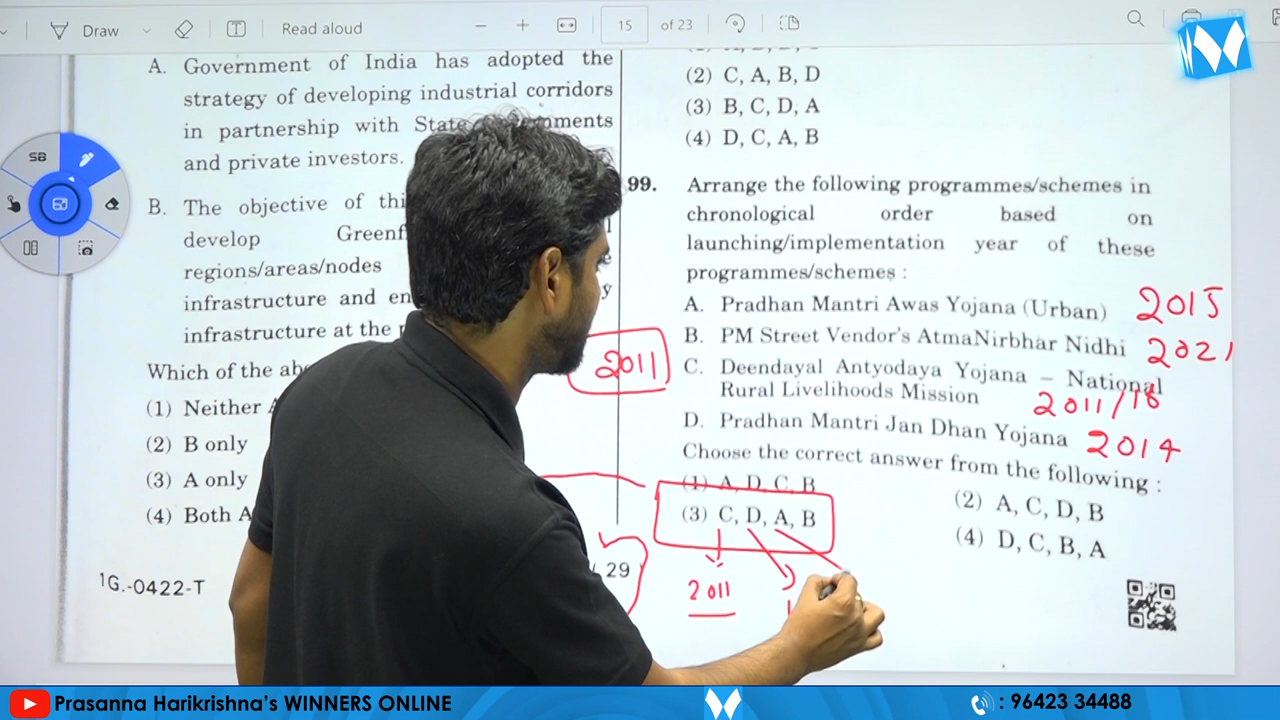 Draw
Read aloud
15 of 23
SB
A. Government of India has adopted the
strategy of developing industrial corridors
in partnership with State
and private investors.
B. The objective of
develop
regions/areas/nodes
infrastructure and
infrastructure at the
Which of the
(1) Neither A
(2) B only
(3) A only
(4) Both A
1G.-0422-T
29
2011
(2) C, A, B, D
(3) B, C, D, A
(4) D, C, A, B
99. Arrange the following programmes/schemes in
chronological order based on
launching/implementation year of these
programmes/schemes :
A. Pradhan Mantri Awas Yojana (Urban) 2015
B. PM Street Vendor's AtmaNirbhar Nidhi 2021
C. Deendayal Antyodaya Yojana – National
Rural Livelihoods Mission 2011/18
D. Pradhan Mantri Jan Dhan Yojana 2014
Choose the correct answer from the following :
(1) A, D, C, B
(2) A, C, D, B
(3) C, D, A, B
(4) D, C, B, A
2011
Prasanna Harikrishna's WINNERS ONLINE
: 96423 34488